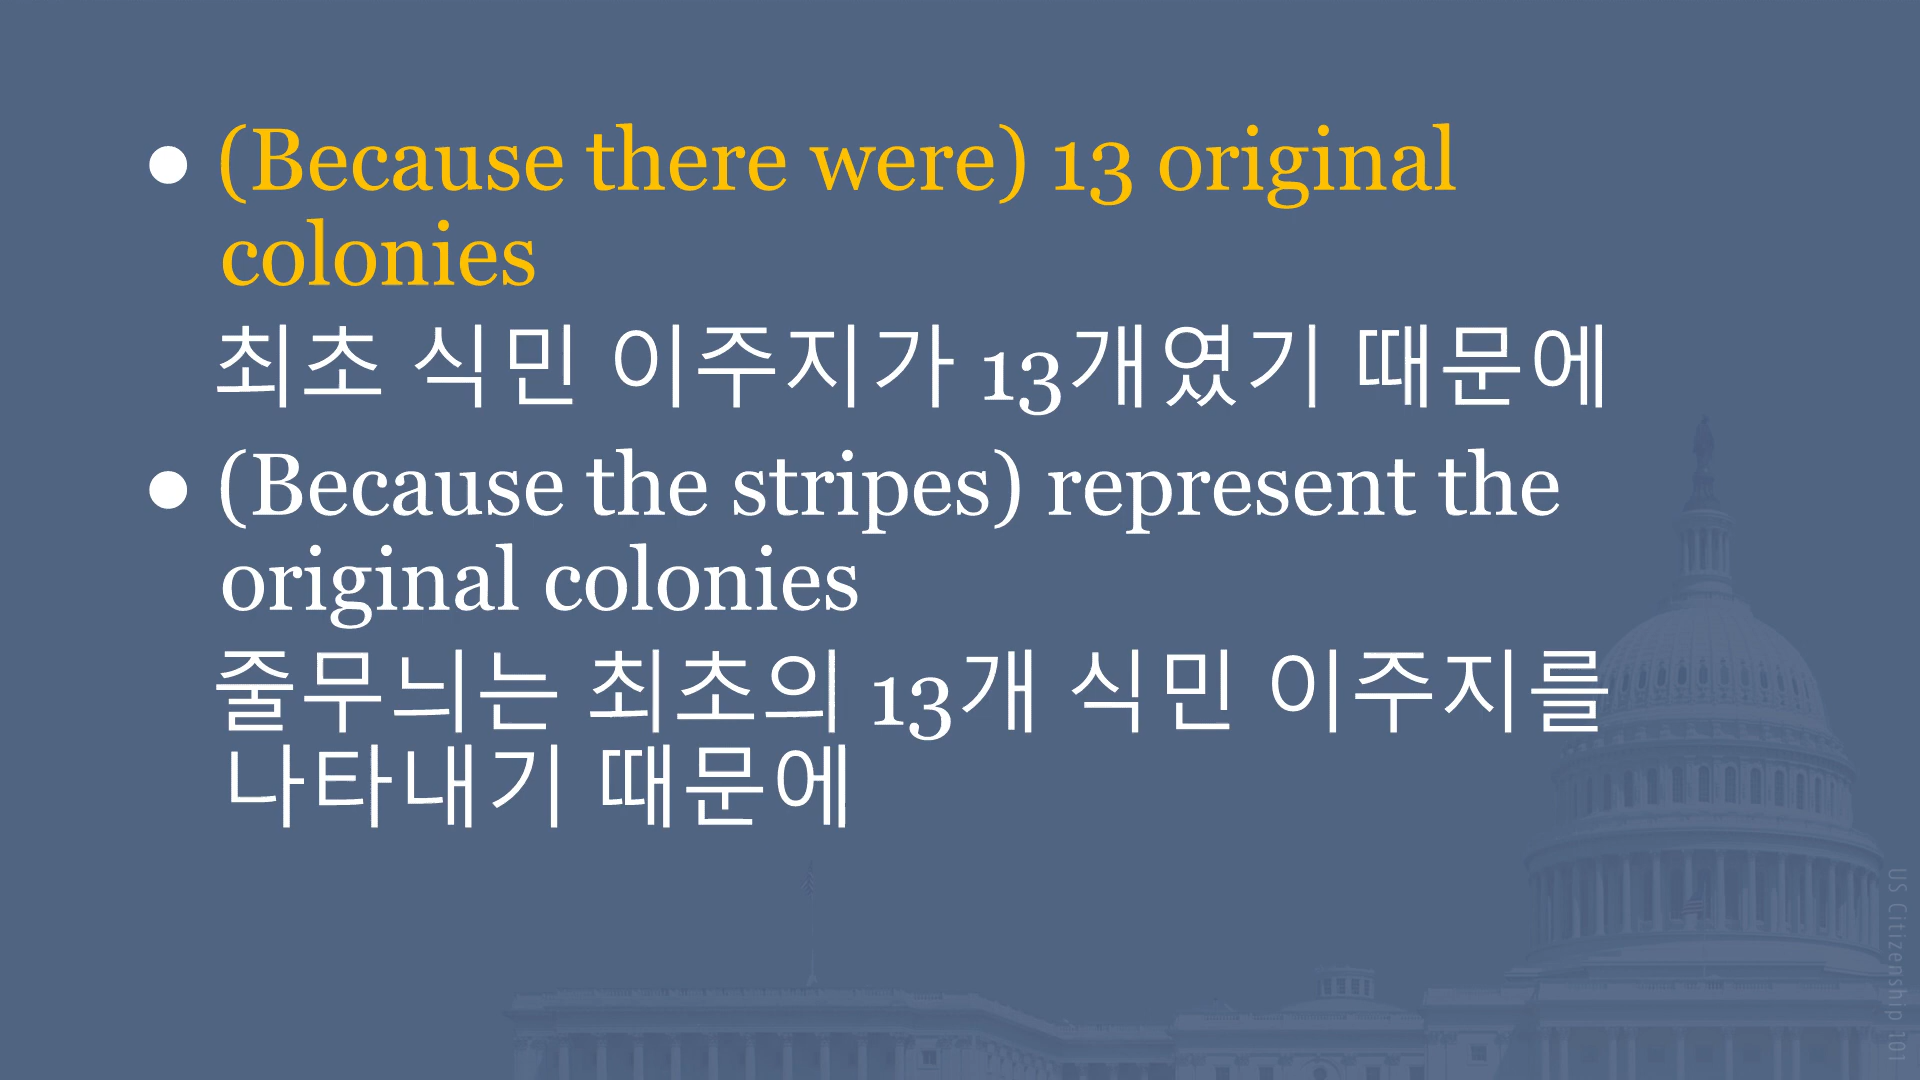 ● (Because there were) 13 original
colonies
최초 식민 이주지가 13개였기 때문에
● (Because the stripes) represent the
original colonies
줄무늬는 최초의 13개 식민 이주지를
나타내기 때문에
US Citizenship 101